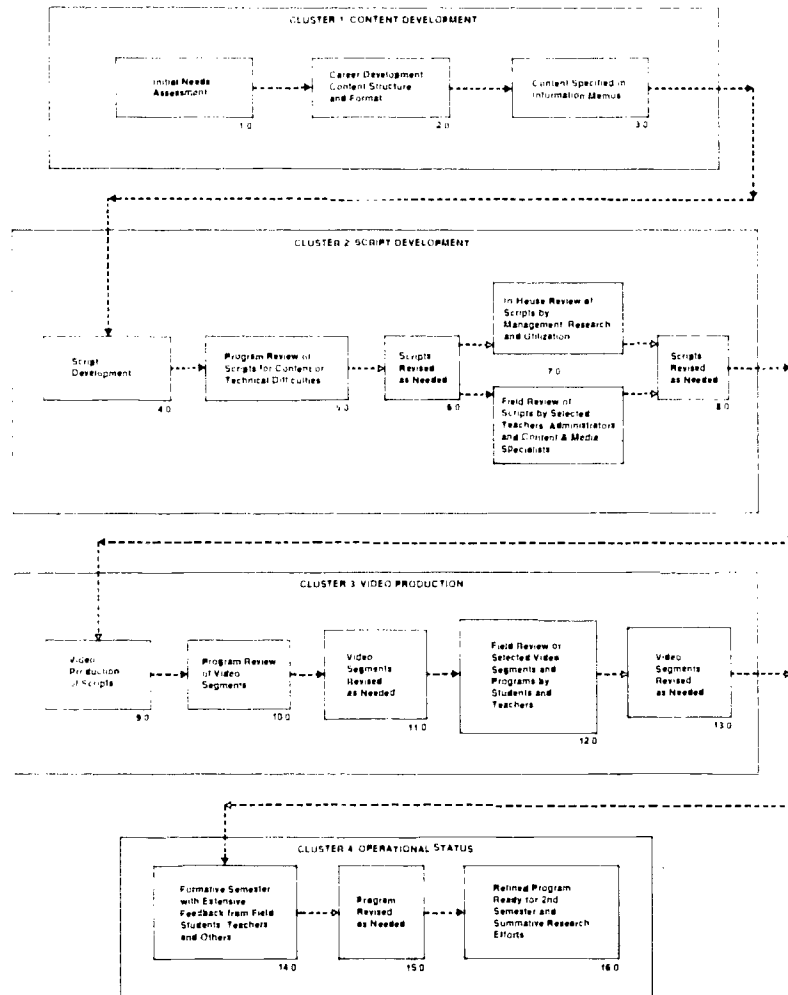 CLUSTER 1 CONTENT DEVELOPMENT
Initial Needs
Assessment
1.0
Career Development
Content Structure
and Format
2.0
Content Specified in
Information Memus
3.0
CLUSTER 2 SCRIPT DEVELOPMENT
Script
Development
4.0
Program Review of
Scripts for Content or
Technical Difficulties
5.0
Scripts
Revised
as Needed
6.0
In House Review of
Scripts by
Management Research
and Utilization
7.0
Field Review of
Scripts by Selected
Teachers Administrators
and Content & Media
Specialists
Scripts
Revised
as Needed
8.0
CLUSTER 3 VIDEO PRODUCTION
Video
Production
of Scripts
9.0
Program Review
of Video
Segments
10.0
Video
Segments
Revised
as Needed
11.0
Field Review of
Selected Video
Segments and
Programs by
Students and
Teachers
12.0
Video
Segments
Revised
as Needed
13.0
CLUSTER 4 OPERATIONAL STATUS
Formative Semester
with Extensive
Feedback from Field
Students Teachers
and Others
14.0
Program
Revised
as Needed
15.0
Refined Program
Ready for 2nd
Semester and
Summative Research
Efforts
16.0